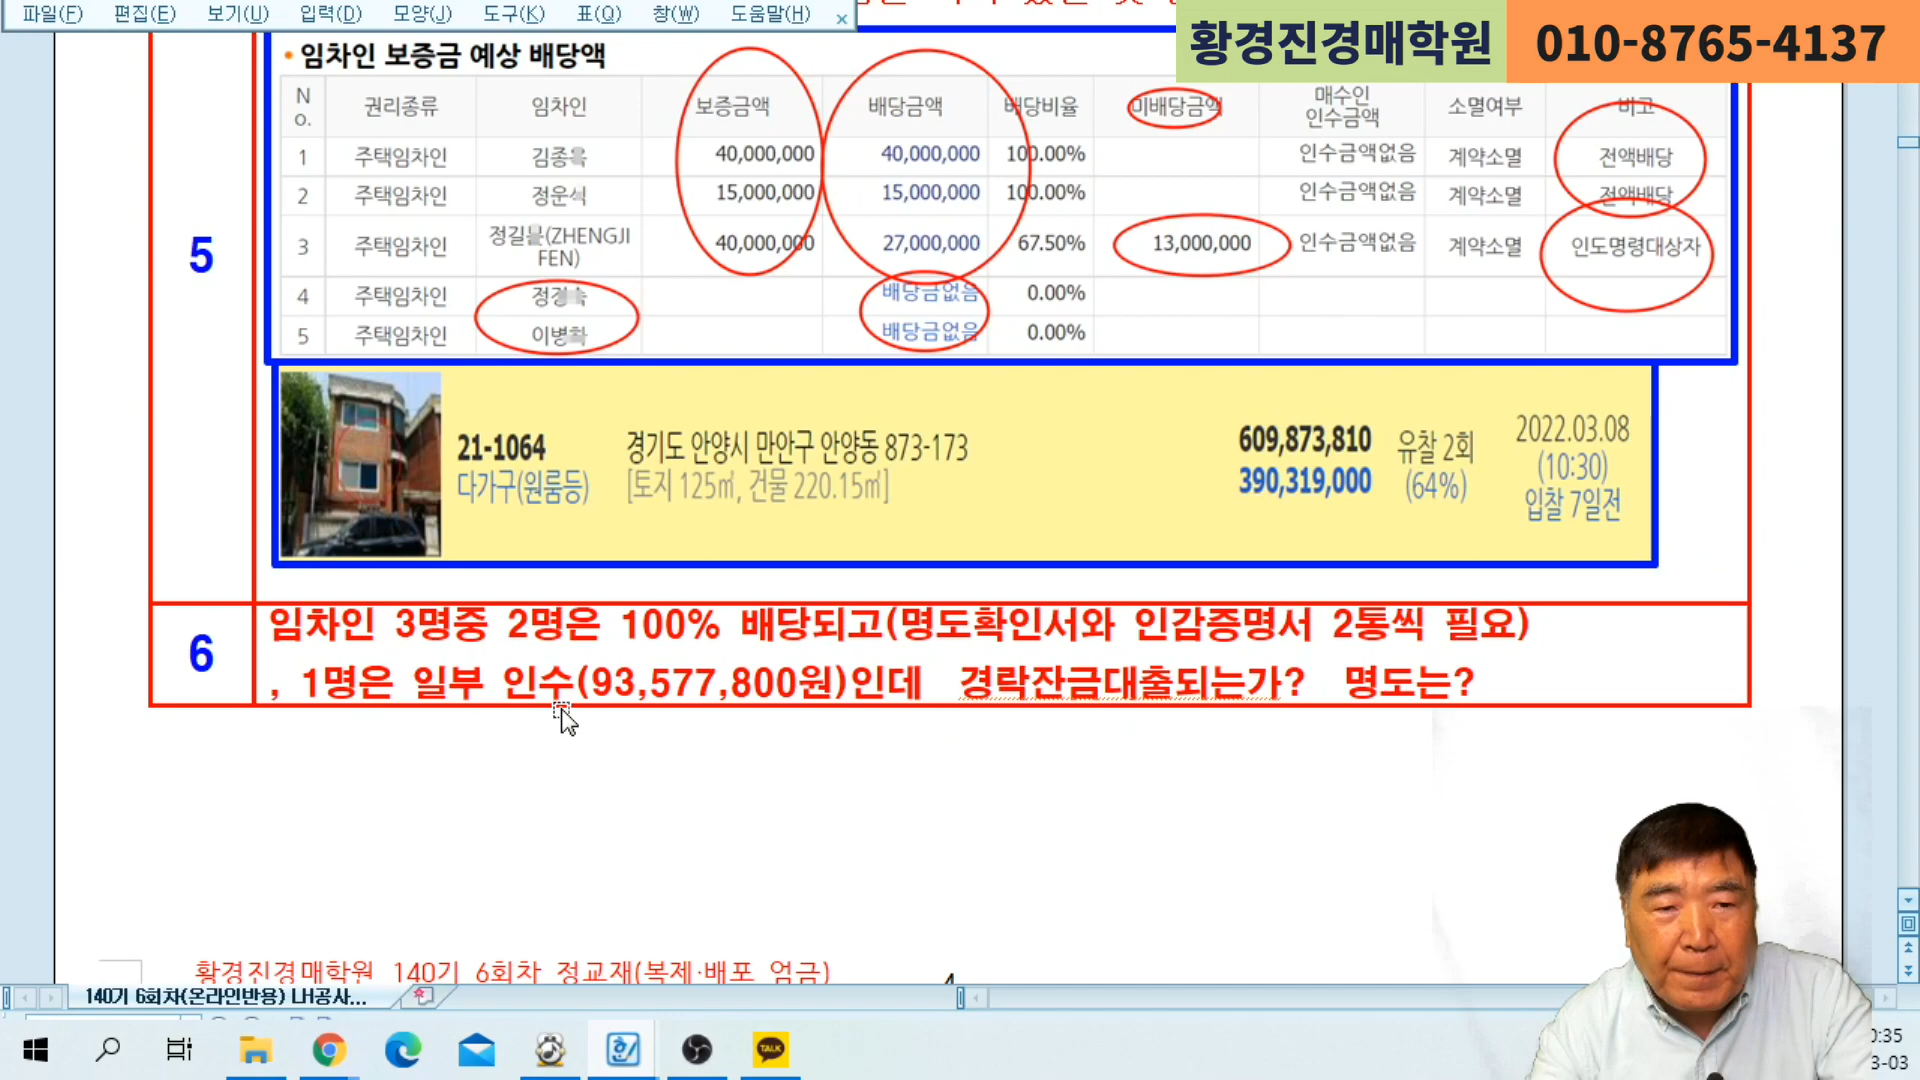 파일(F) 편집(E) 보기(U) 입력(D) 모양(J) 도구(K) 표(Q) 창(W) 도움말(H)
황경진경매학원 010-8765-4137
• 임차인 보증금 예상 배당액
No. 권리종류 임차인 보증금액 배당금액 배당비율 미배당금액 매수인 인수금액 소멸여부 비고
1 주택임차인 김종 40,000,000 40,000,000 100.00% 인수금액없음 계약소멸 전액배당
2 주택임차인 정운 15,000,000 15,000,000 100.00% 인수금액없음 계약소멸 전액배당
3 주택임차인 정길 (ZHENGJI FEN) 40,000,000 27,000,000 67.50% 13,000,000 인수금액없음 계약소멸 인도명령대상자
4 주택임차인 배당금없음 0.00%
5 주택임차인 이병 배당금없음 0.00%
5
21-1064 경기도 안양시 만안구 안양동 873-173 609,873,810 유찰 2회 2022.03.08
다가구(원룸등) [토지 125㎡, 건물 220.15㎡] 390,319,000 (64%) (10:30)
입찰 7일전
6
임차인 3명중 2명은 100% 배당되고(명도확인서와 인감증명서 2통씩 필요)
, 1명은 일부 인수(93,577,800원)인데 경락잔금대출되는가? 명도는?
황경진경매학원 140기 6회차 정교재(복제·배포 엄금) 4
140기 6회차(온라인반용) LH공사...
TALK
:35
3-03